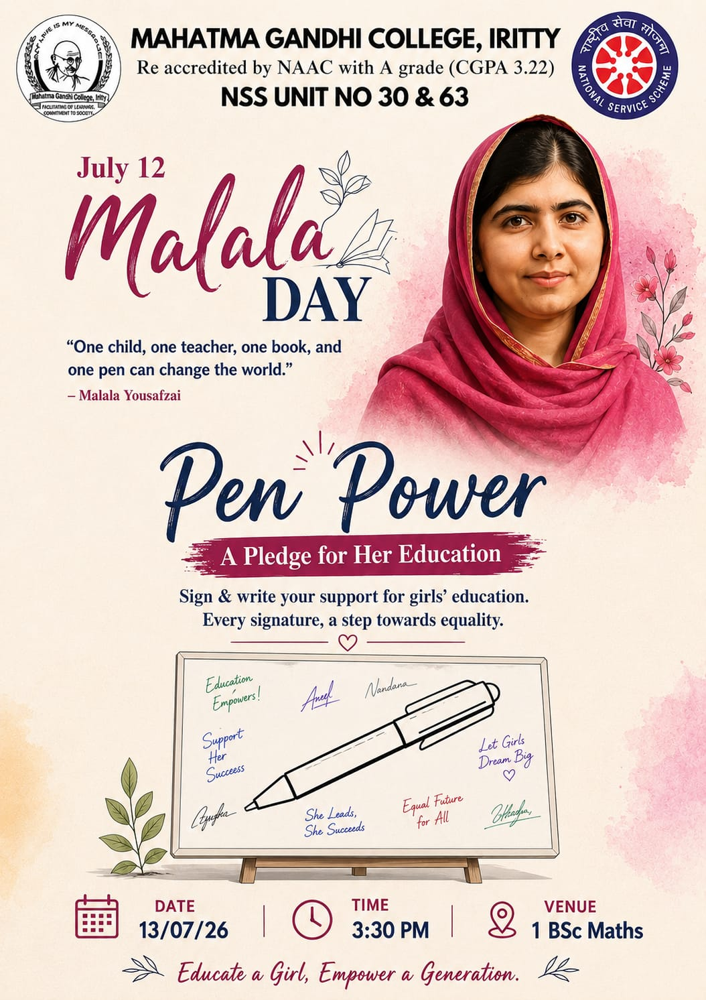 MY LIFE IS MY MESSAGE
Mahatma Gandhi College, Iritty
FACILITATING OF LEARNING,
COMMITMENT TO SOCIETY.
MAHATMA GANDHI COLLEGE, IRITTY
Re accredited by NAAC with A grade (CGPA 3.22)
NSS UNIT NO 30 & 63
राष्ट्रीय सेवा योजना
NATIONAL SERVICE SCHEME
July 12
Malala
DAY
“One child, one teacher, one book, and
one pen can change the world.”
– Malala Yousafzai
Pen Power
A Pledge for Her Education
Sign & write your support for girls’ education.
Every signature, a step towards equality.
Education
Empowers!
Aneel
Nandana
Support
Her
Succeess
Let Girls
Dream Big
She Leads,
She Succeeds
Equal Future
for All
DATE
13/07/26
TIME
3:30 PM
VENUE
1 BSc Maths
Educate a Girl, Empower a Generation.